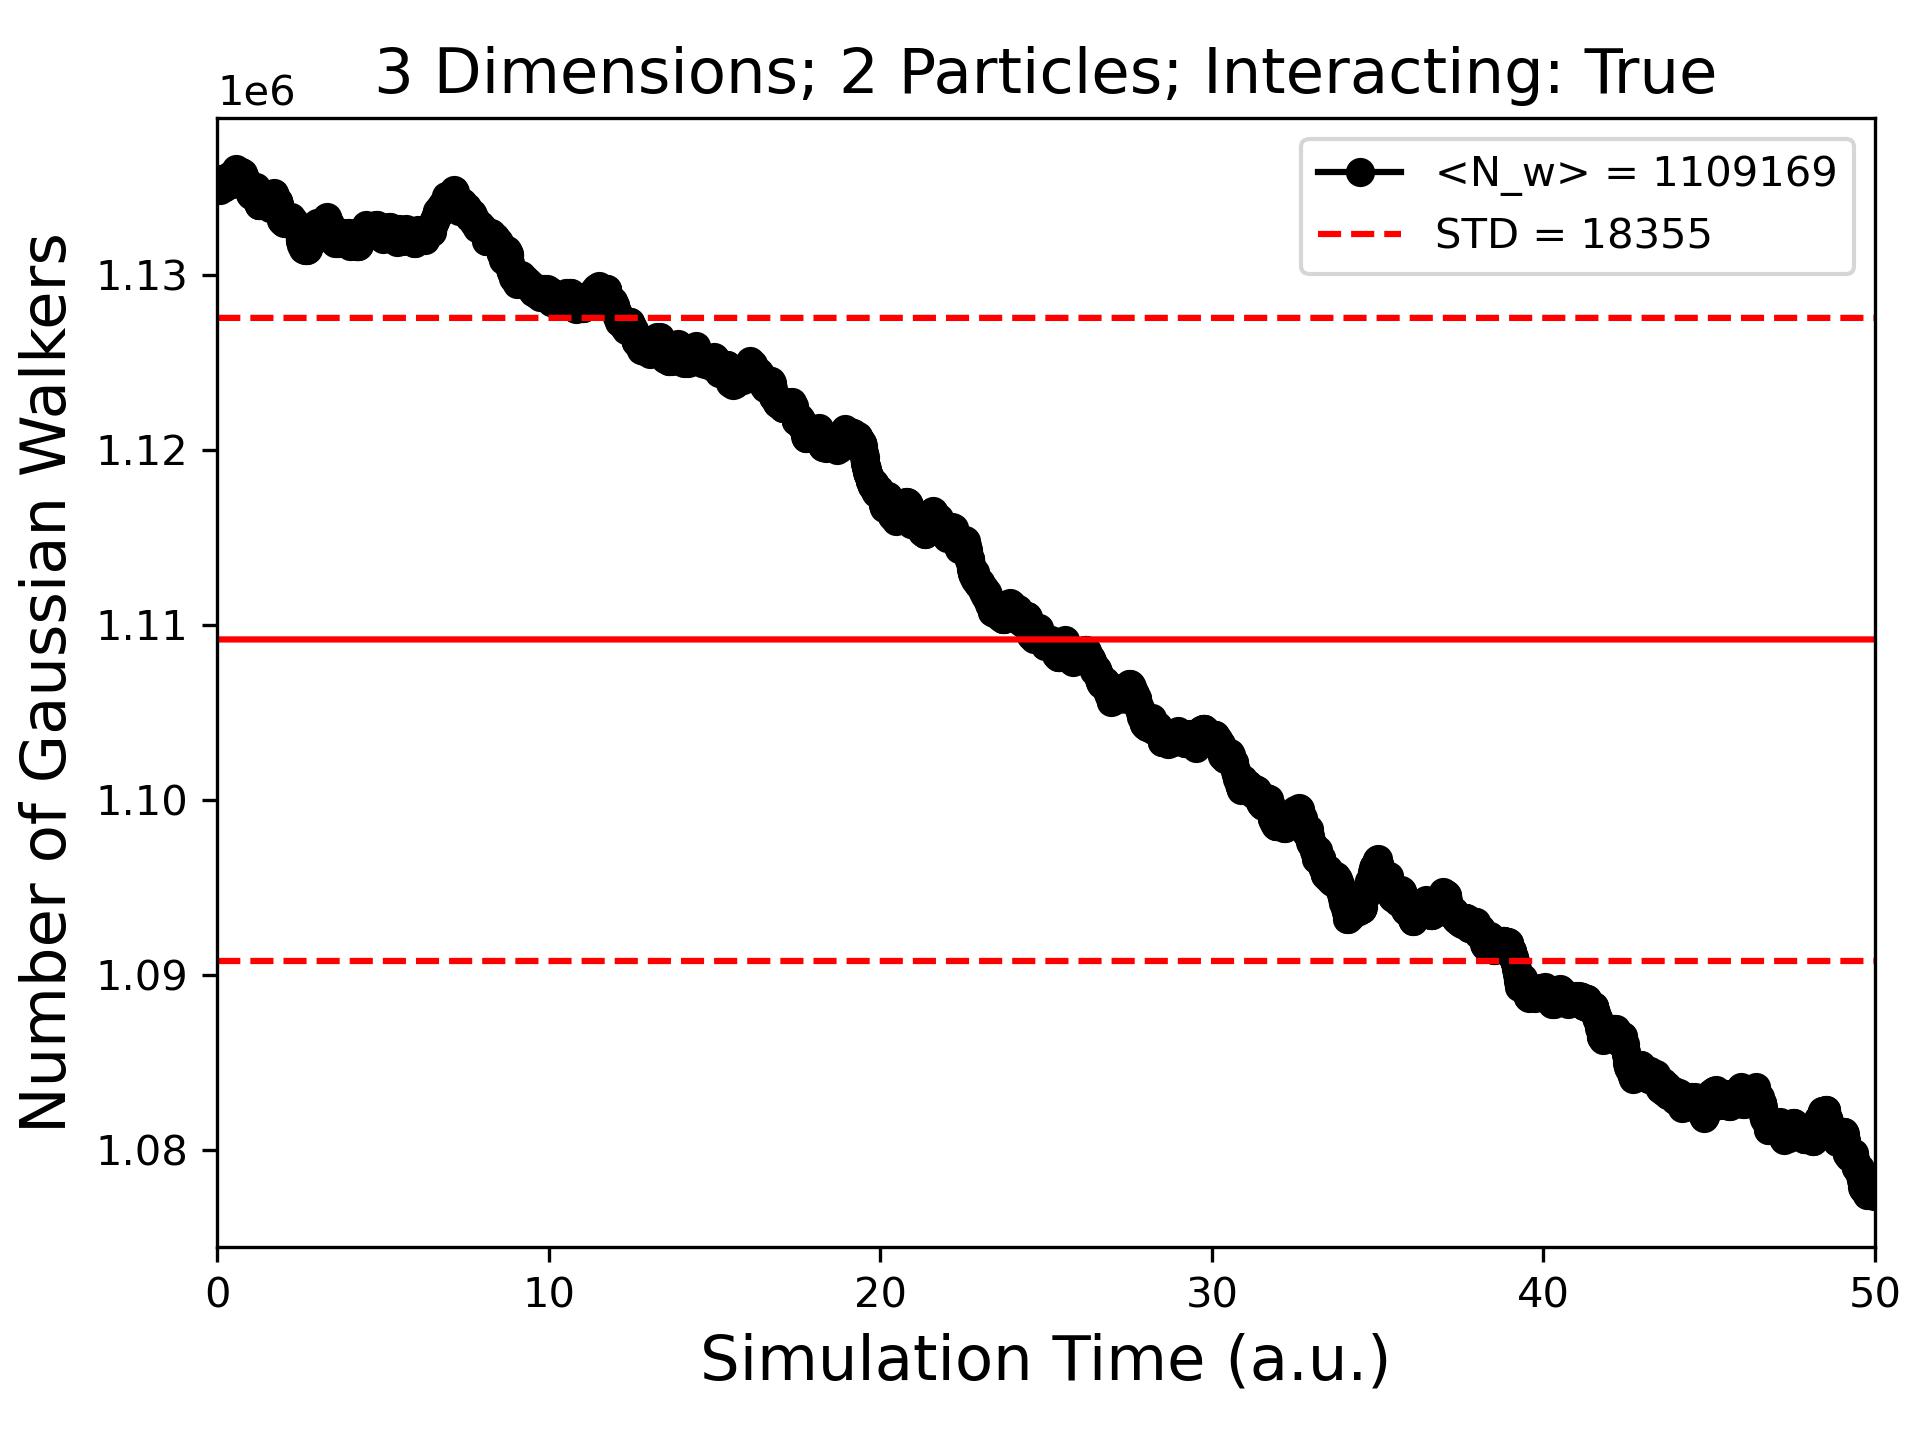 3 Dimensions; 2 Particles; Interacting: True
1e6
<N_w> = 1109169
STD = 18355
Number of Gaussian Walkers
1.13
1.12
1.11
1.10
1.09
1.08
0 10 20 30 40 50
Simulation Time (a.u.)